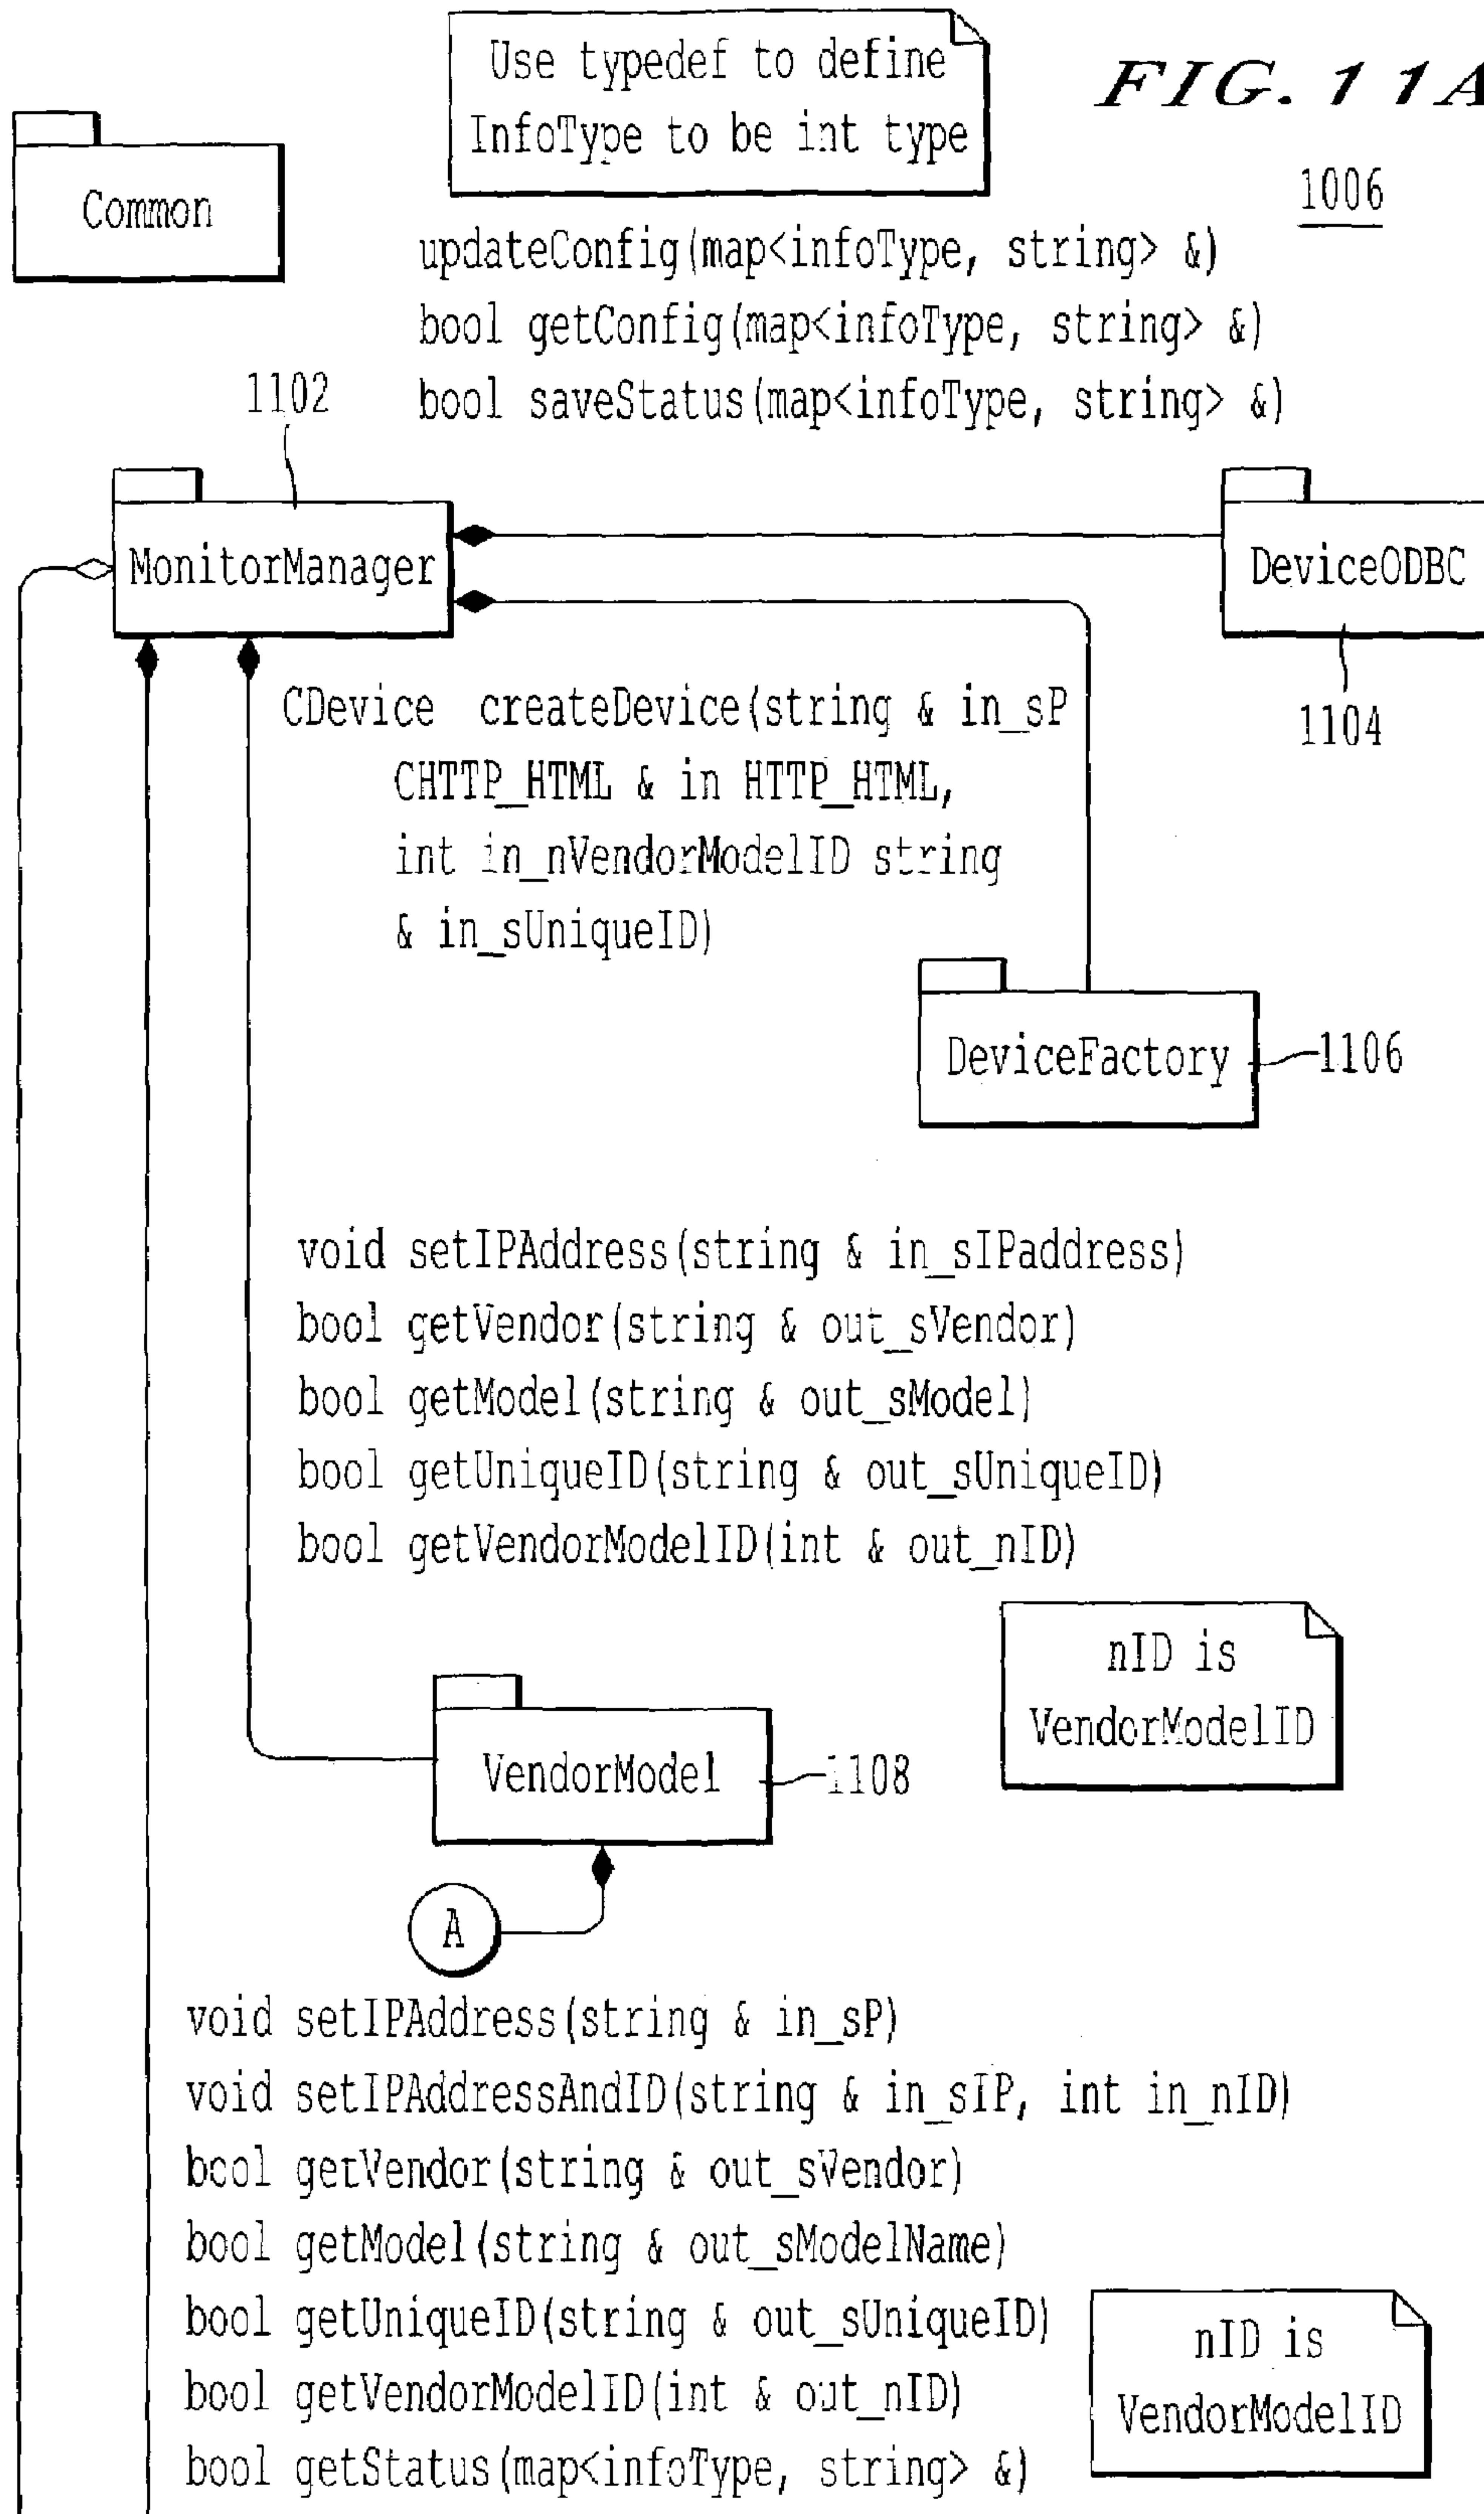 Use typedef to define
InfoType to be int type
FIG. 11A
1006
Common
updateConfig(map<infoType, string> &)
bool getConfig(map<infoType, string> &)
bool saveStatus(map<infoType, string> &)
1102
MonitorManager
DeviceODBC
1104
CDevice createDevice(string & in_sP
CHTTP_HTML & in HTTP_HTML,
int in_nVendorModelID string
& in_sUniqueID)
DeviceFactory
1106
void setIPAddress(string & in_sIPaddress)
bool getVendor(string & out_sVendor)
bool getModel(string & out_sModel)
bool getUniqueID(string & out_sUniqueID)
bool getVendorModelID(int & out_nID)
nID is
VendorModelID
VendorModel
1108
A
void setIPAddress(string & in_sP)
void setIPAddressAndID(string & in_sIP, int in_nID)
bool getVendor(string & out_sVendor)
bool getModel(string & out_sModelName)
bool getUniqueID(string & out_sUniqueID)
bool getVendorModelID(int & out_nID)
bool getStatus(map<infoType, string> &)
nID is
VendorModelID